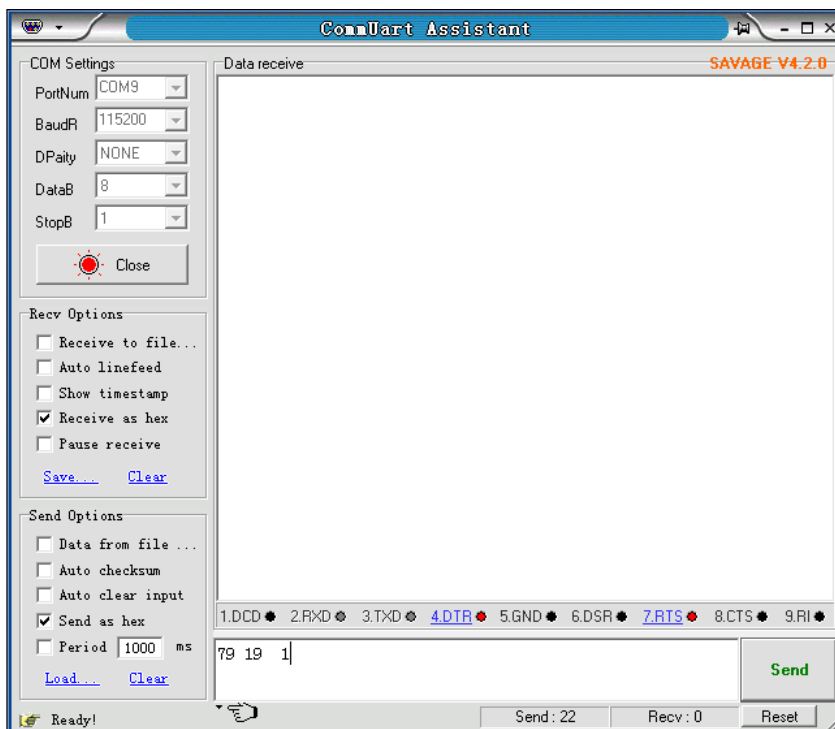 CommUart Assistant
COM Settings
PortNum COM9
BaudR 115200
DPaity NONE
DataB 8
StopB 1
Close
Recv Options
Receive to file...
Auto linefeed
Show timestamp
Receive as hex
Pause receive
Save... Clear
Send Options
Data from file ...
Auto checksum
Auto clear input
Send as hex
Period 1000 ms
Load... Clear
Ready!
Data receive SAVAGE V4.2.0
1.DCD 2.RXD 3.TXD 4.DTR 5.GND 6.DSR 7.RTS 8.CTS 9.RI
79 19  1
Send
Send : 22 Recv : 0 Reset